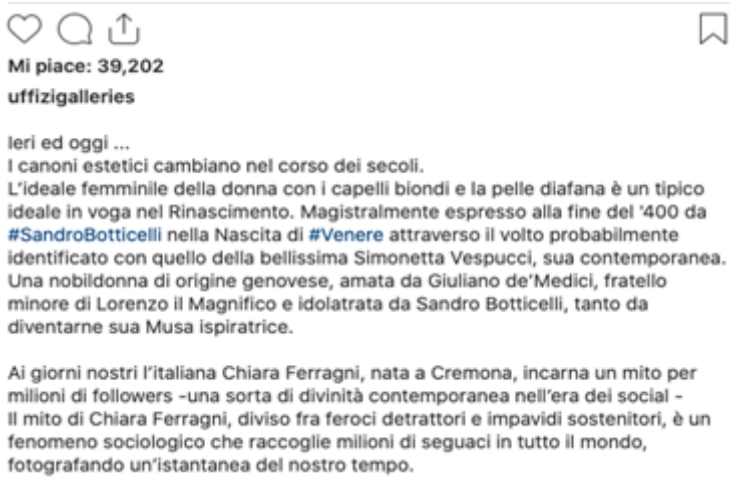 Mi piace: 39,202
uffizigalleries
Ieri ed oggi ...
I canoni estetici cambiano nel corso dei secoli.
L'ideale femminile della donna con i capelli biondi e la pelle diafana è un tipico
ideale in voga nel Rinascimento. Magistralmente espresso alla fine del '400 da
#SandroBotticelli nella Nascita di #Venere attraverso il volto probabilmente
identificato con quello della bellissima Simonetta Vespucci, sua contemporanea.
Una nobildonna di origine genovese, amata da Giuliano de'Medici, fratello
minore di Lorenzo il Magnifico e idolatrata da Sandro Botticelli, tanto da
diventarne sua Musa ispiratrice.
Ai giorni nostri l'italiana Chiara Ferragni, nata a Cremona, incarna un mito per
milioni di followers -una sorta di divinità contemporanea nell'era dei social -
Il mito di Chiara Ferragni, diviso fra feroci detrattori e impavidi sostenitori, è un
fenomeno sociologico che raccoglie milioni di seguaci in tutto il mondo,
fotografando un'istantanea del nostro tempo.